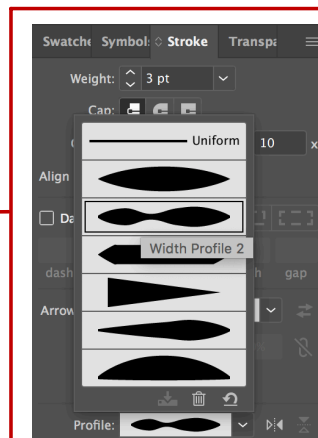 Swatche Symbol: Stroke Transpa
Weight: 3 pt
Cap:
Uniform
10 x
Align
Da
Width Profile 2
dash h gap
Arrow
Profile: